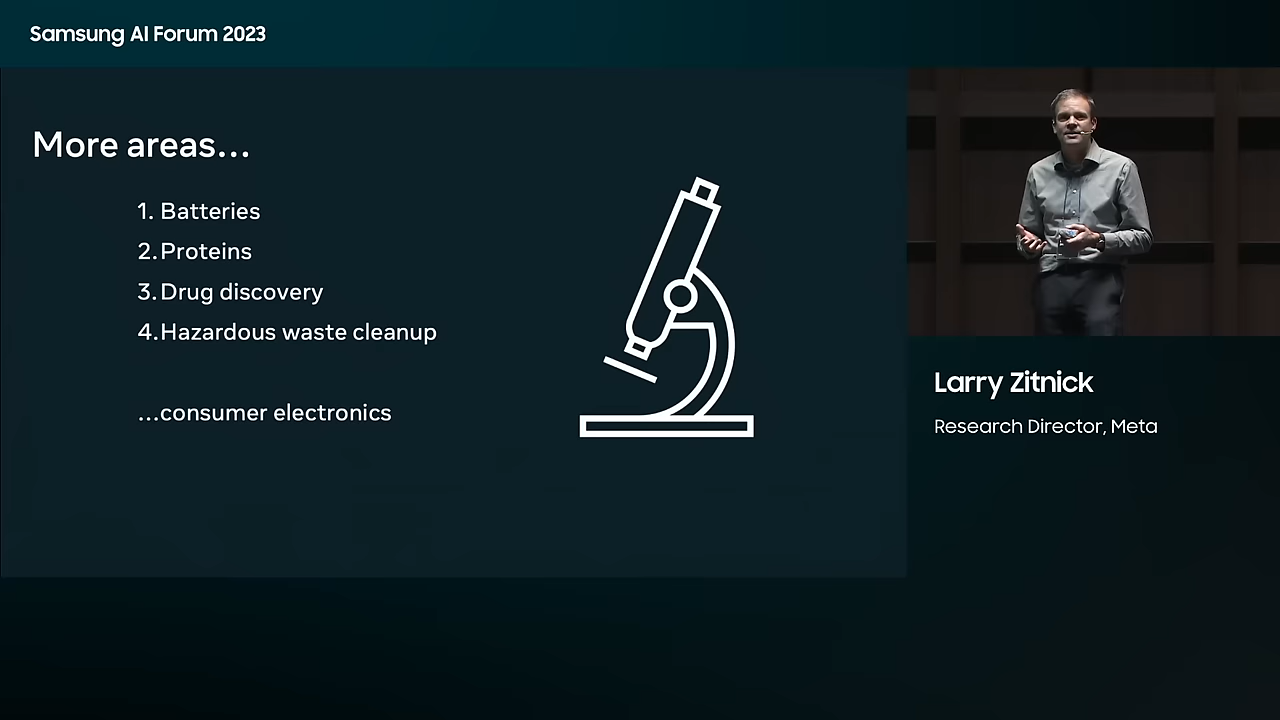 Samsung AI Forum 2023
More areas...
1. Batteries
2. Proteins
3. Drug discovery
4. Hazardous waste cleanup
...consumer electronics
Larry Zitnick
Research Director, Meta